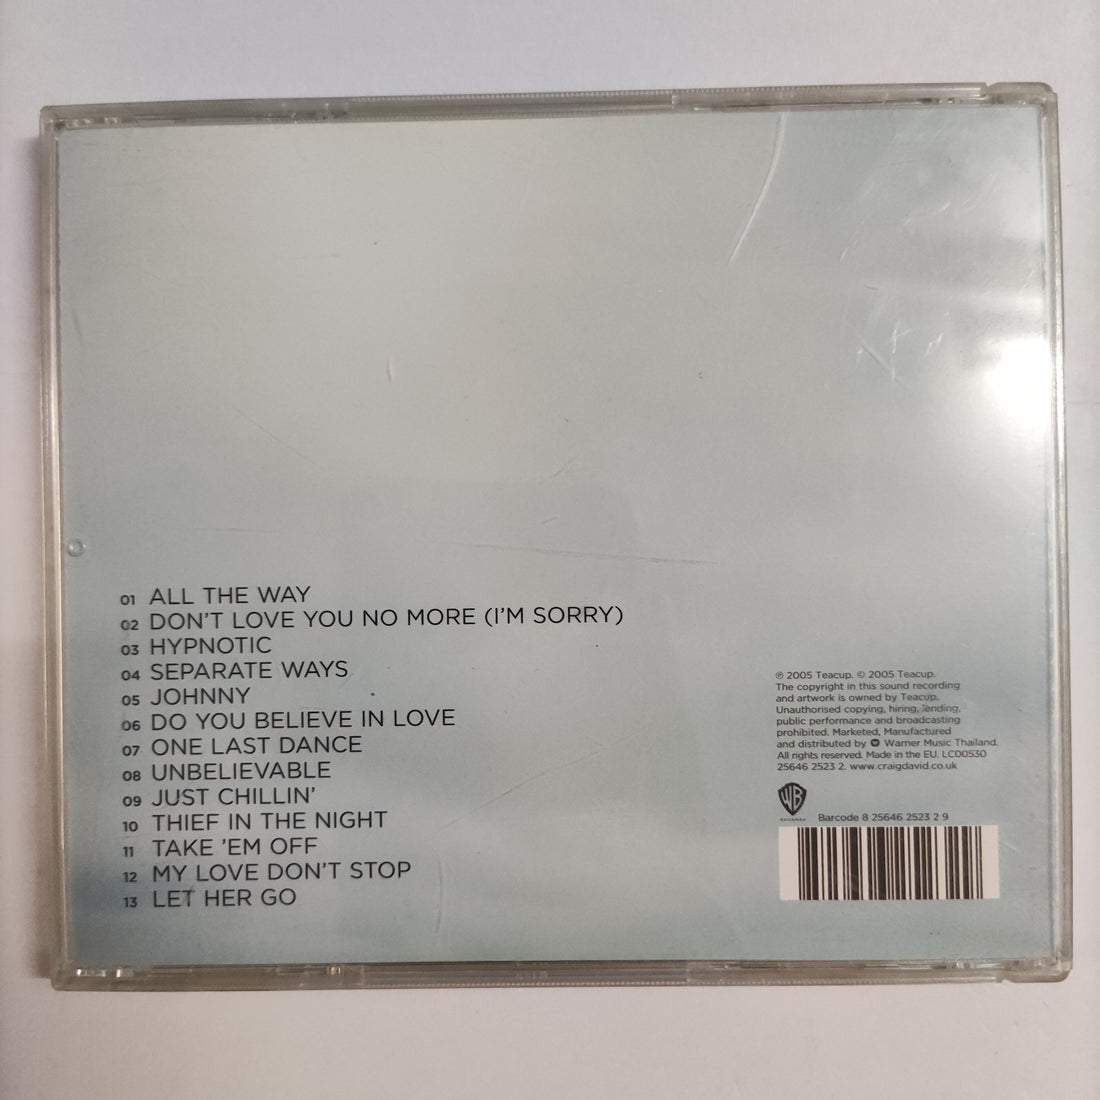 01 ALL THE WAY
02 DON'T LOVE YOU NO MORE (I'M SORRY)
03 HYPNOTIC
04 SEPARATE WAYS
05 JOHNNY
06 DO YOU BELIEVE IN LOVE
07 ONE LAST DANCE
08 UNBELIEVABLE
09 JUST CHILLIN'
10 THIEF IN THE NIGHT
11 TAKE 'EM OFF
12 MY LOVE DON'T STOP
13 LET HER GO
℗ 2005 Teacup. © 2005 Teacup.
The copyright in this sound recording
and artwork is owned by Teacup.
Unauthorised copying, hiring, lending,
public performance and broadcasting
prohibited. Marketed, Manufactured
and distributed by Warner Music Thailand.
All rights reserved. Made in the EU. LC00530
25646 2523 2. www.craigdavid.co.uk
WB
RECORDS
Barcode 8 25646 2523 2 9